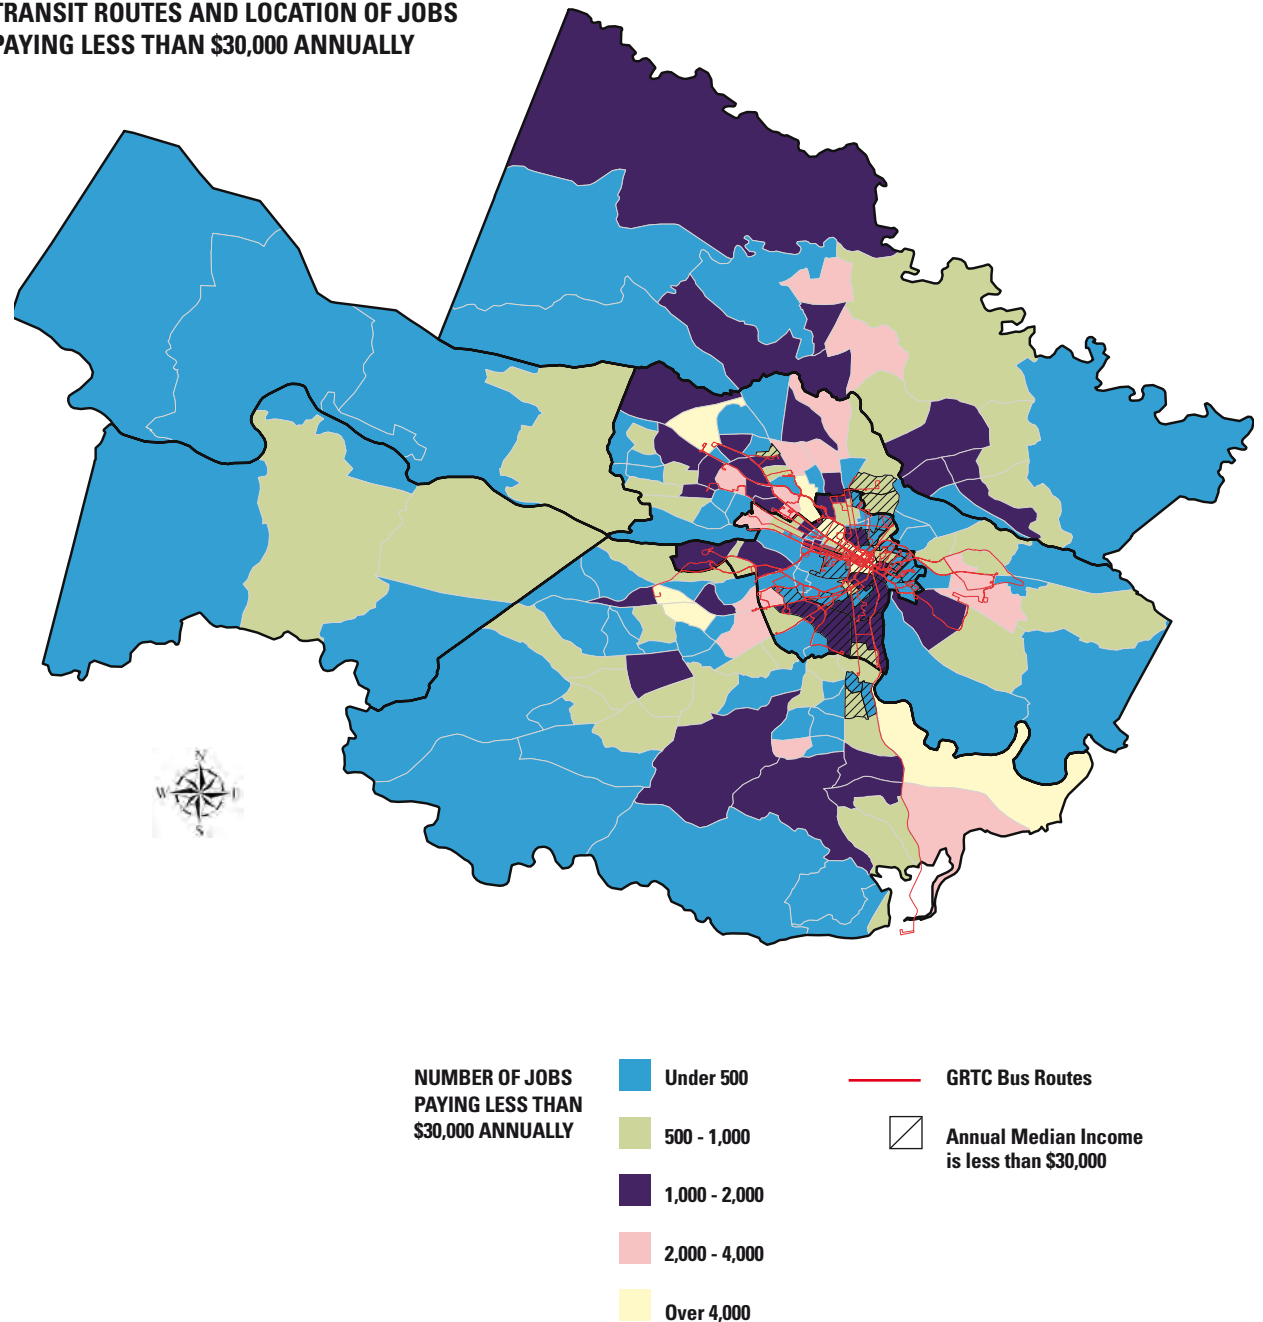 TRANSIT ROUTES AND LOCATION OF JOBS
PAYING LESS THAN $30,000 ANNUALLY
N
W
S
NUMBER OF JOBS
PAYING LESS THAN
$30,000 ANNUALLY
Under 500
500 - 1,000
1,000 - 2,000
2,000 - 4,000
Over 4,000
GRTC Bus Routes
Annual Median Income
is less than $30,000